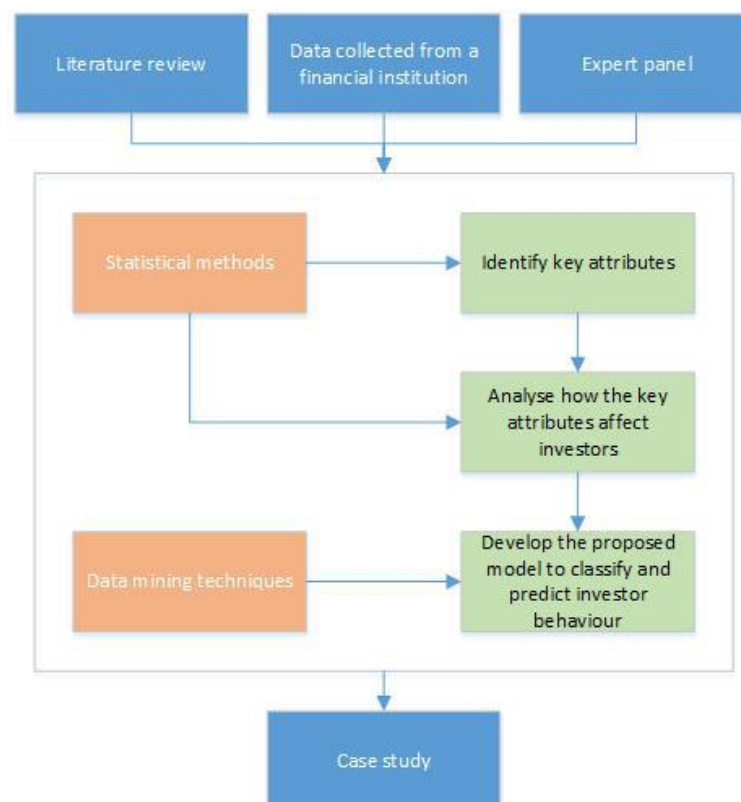 Literature review
Data collected from a
financial institution
Expert panel
Statistical methods
Identify key attributes
Analyse how the key
attributes affect
investors
Data mining techniques
Develop the proposed
model to classify and
predict investor
behaviour
Case study